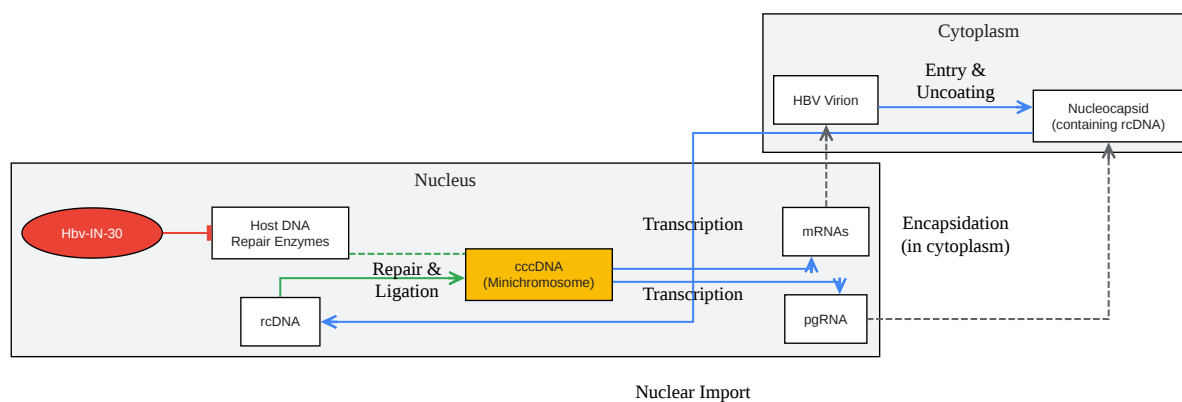 Cytoplasm
HBV Virion
Entry &
Uncoating
Nucleocapsid
(containing rcDNA)
Nucleus
Hbv-IN-30
Host DNA
Repair Enzymes
Transcription
mRNAs
Encapsidation
(in cytoplasm)
Repair &
Ligation
cccDNA
(Minichromosome)
Transcription
rcDNA
pgRNA
Nuclear Import